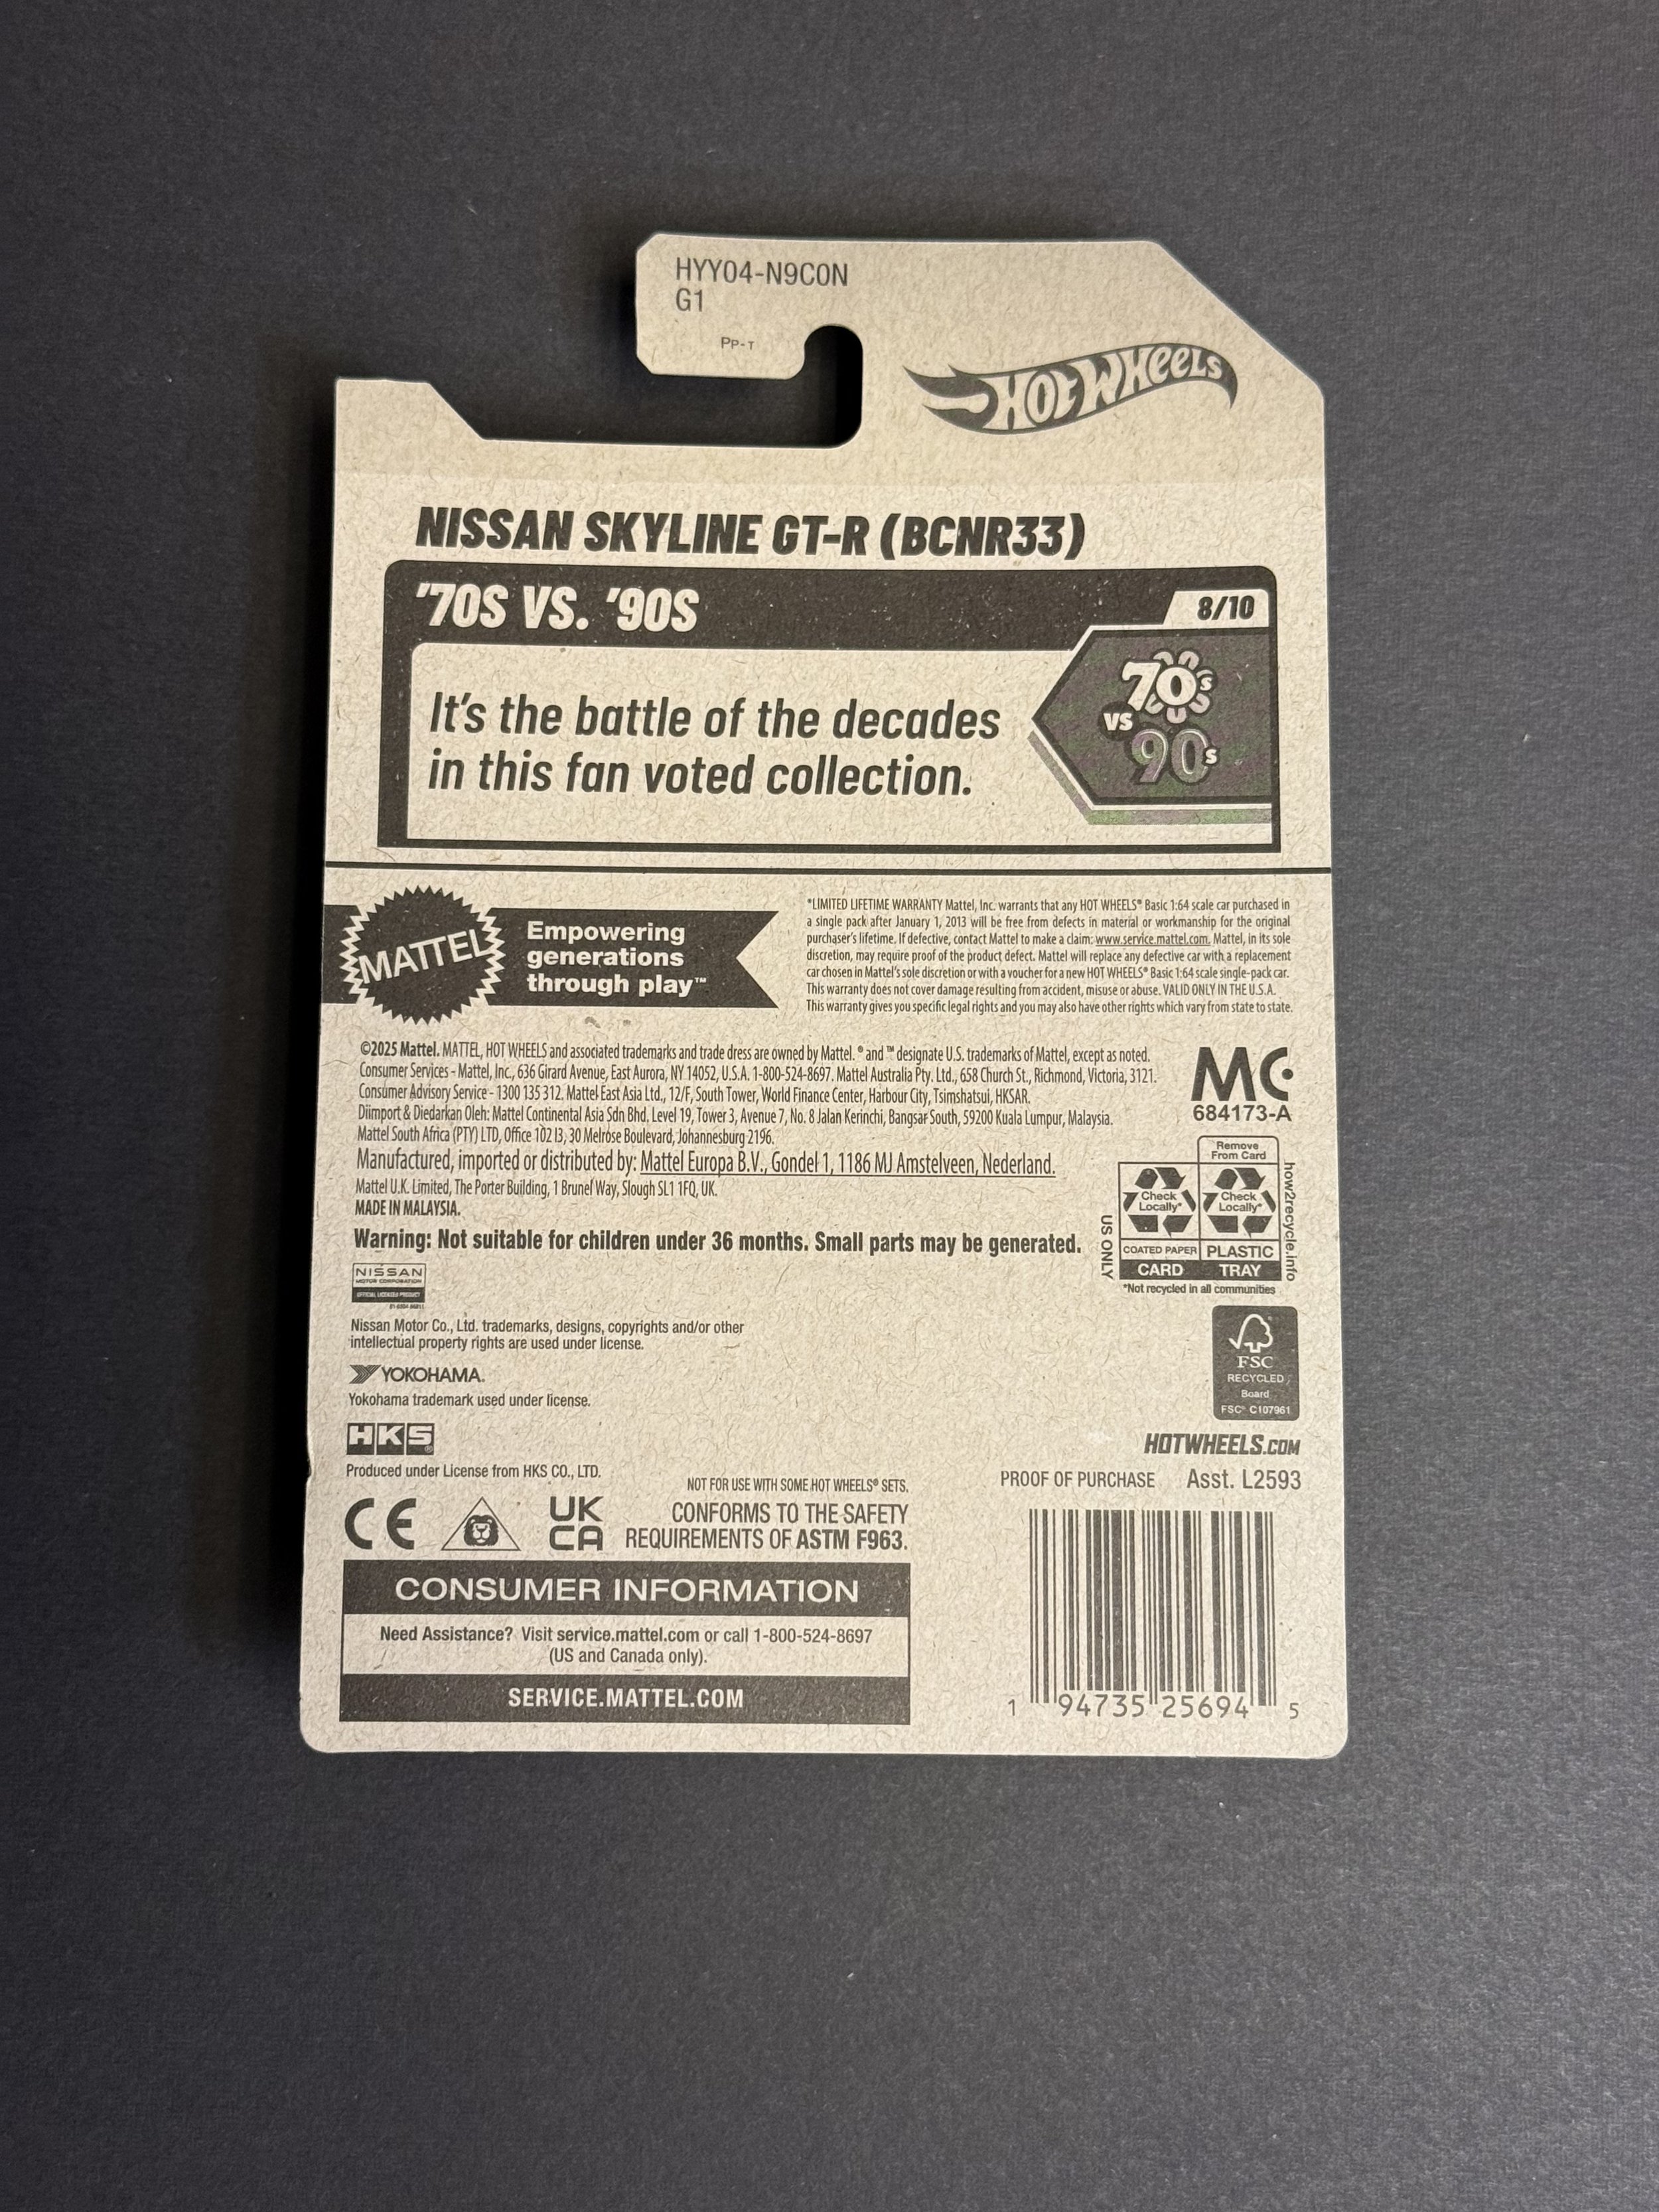 HYY04-N9C0N
G1
PP-T
HOT WHEELS
NISSAN SKYLINE GT-R (BCNR33)
'70S VS. '90S
8/10
70s
VS
90s
It's the battle of the decades
in this fan voted collection.
MATTEL
Empowering
generations
through play™
*LIMITED LIFETIME WARRANTY Mattel, Inc. warrants that any HOT WHEELS® Basic 1:64 scale car purchased in
a single pack after January 1, 2013 will be free from defects in material or workmanship for the original
purchaser's lifetime. If defective, contact Mattel to make a claim: www.service.mattel.com. Mattel, in its sole
discretion, may require proof of the product defect. Mattel will replace any defective car with a replacement
car chosen in Mattel's sole discretion or with a voucher for a new HOT WHEELS® Basic 1:64 scale single-pack car.
This warranty does not cover damage resulting from accident, misuse or abuse. VALID ONLY IN THE U.S.A.
This warranty gives you specific legal rights and you may also have other rights which vary from state to state.
©2025 Mattel. MATTEL, HOT WHEELS and associated trademarks and trade dress are owned by Mattel. ® and ™ designate U.S. trademarks of Mattel, except as noted.
Consumer Services - Mattel, Inc., 636 Girard Avenue, East Aurora, NY 14052, U.S.A. 1-800-524-8697. Mattel Australia Pty. Ltd., 658 Church St., Richmond, Victoria, 3121.
Consumer Advisory Service - 1300 135 312. Mattel East Asia Ltd., 12/F, South Tower, World Finance Center, Harbour City, Tsimshatsui, HKSAR.
Diimport & Diedarkan Oleh: Mattel Continental Asia Sdn Bhd. Level 19, Tower 3, Avenue 7, No. 8 Jalan Kerinchi, Bangsar South, 59200 Kuala Lumpur, Malaysia.
Mattel South Africa (PTY) LTD, Office 102 I3, 30 Melrose Boulevard, Johannesburg 2196.
Manufactured, imported or distributed by: Mattel Europa B.V., Gondel 1, 1186 MJ Amstelveen, Nederland.
Mattel U.K. Limited, The Porter Building, 1 Brunel Way, Slough SL1 1FQ, UK.
MADE IN MALAYSIA.
Warning: Not suitable for children under 36 months. Small parts may be generated.
MC
684173-A
Remove
From Card
Check
Locally*
Check
Locally*
COATED PAPER
PLASTIC
CARD
TRAY
US ONLY
how2recycle.info
*Not recycled in all communities
NISSAN
MOTOR CORPORATION
OFFICIAL LICENSED PRODUCT
Nissan Motor Co., Ltd. trademarks, designs, copyrights and/or other
intellectual property rights are used under license.
YOKOHAMA.
Yokohama trademark used under license.
HKS®
Produced under License from HKS CO., LTD.
FSC
RECYCLED
Board
FSC® C107961
HOTWHEELS.COM
PROOF OF PURCHASE Asst. L2593
NOT FOR USE WITH SOME HOT WHEELS® SETS.
CE
UK
CA
CONFORMS TO THE SAFETY
REQUIREMENTS OF ASTM F963.
CONSUMER INFORMATION
Need Assistance? Visit service.mattel.com or call 1-800-524-8697
(US and Canada only).
SERVICE.MATTEL.COM
1 94735 25694 5